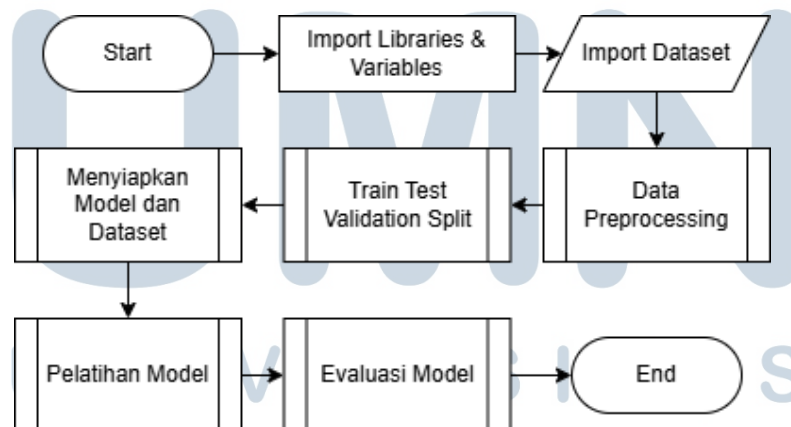 Start
Import Libraries &
Variables
Import Dataset
Data
Preprocessing
Train Test
Validation Split
Menyiapkan
Model dan
Dataset
Pelatihan Model
Evaluasi Model
End
UMN